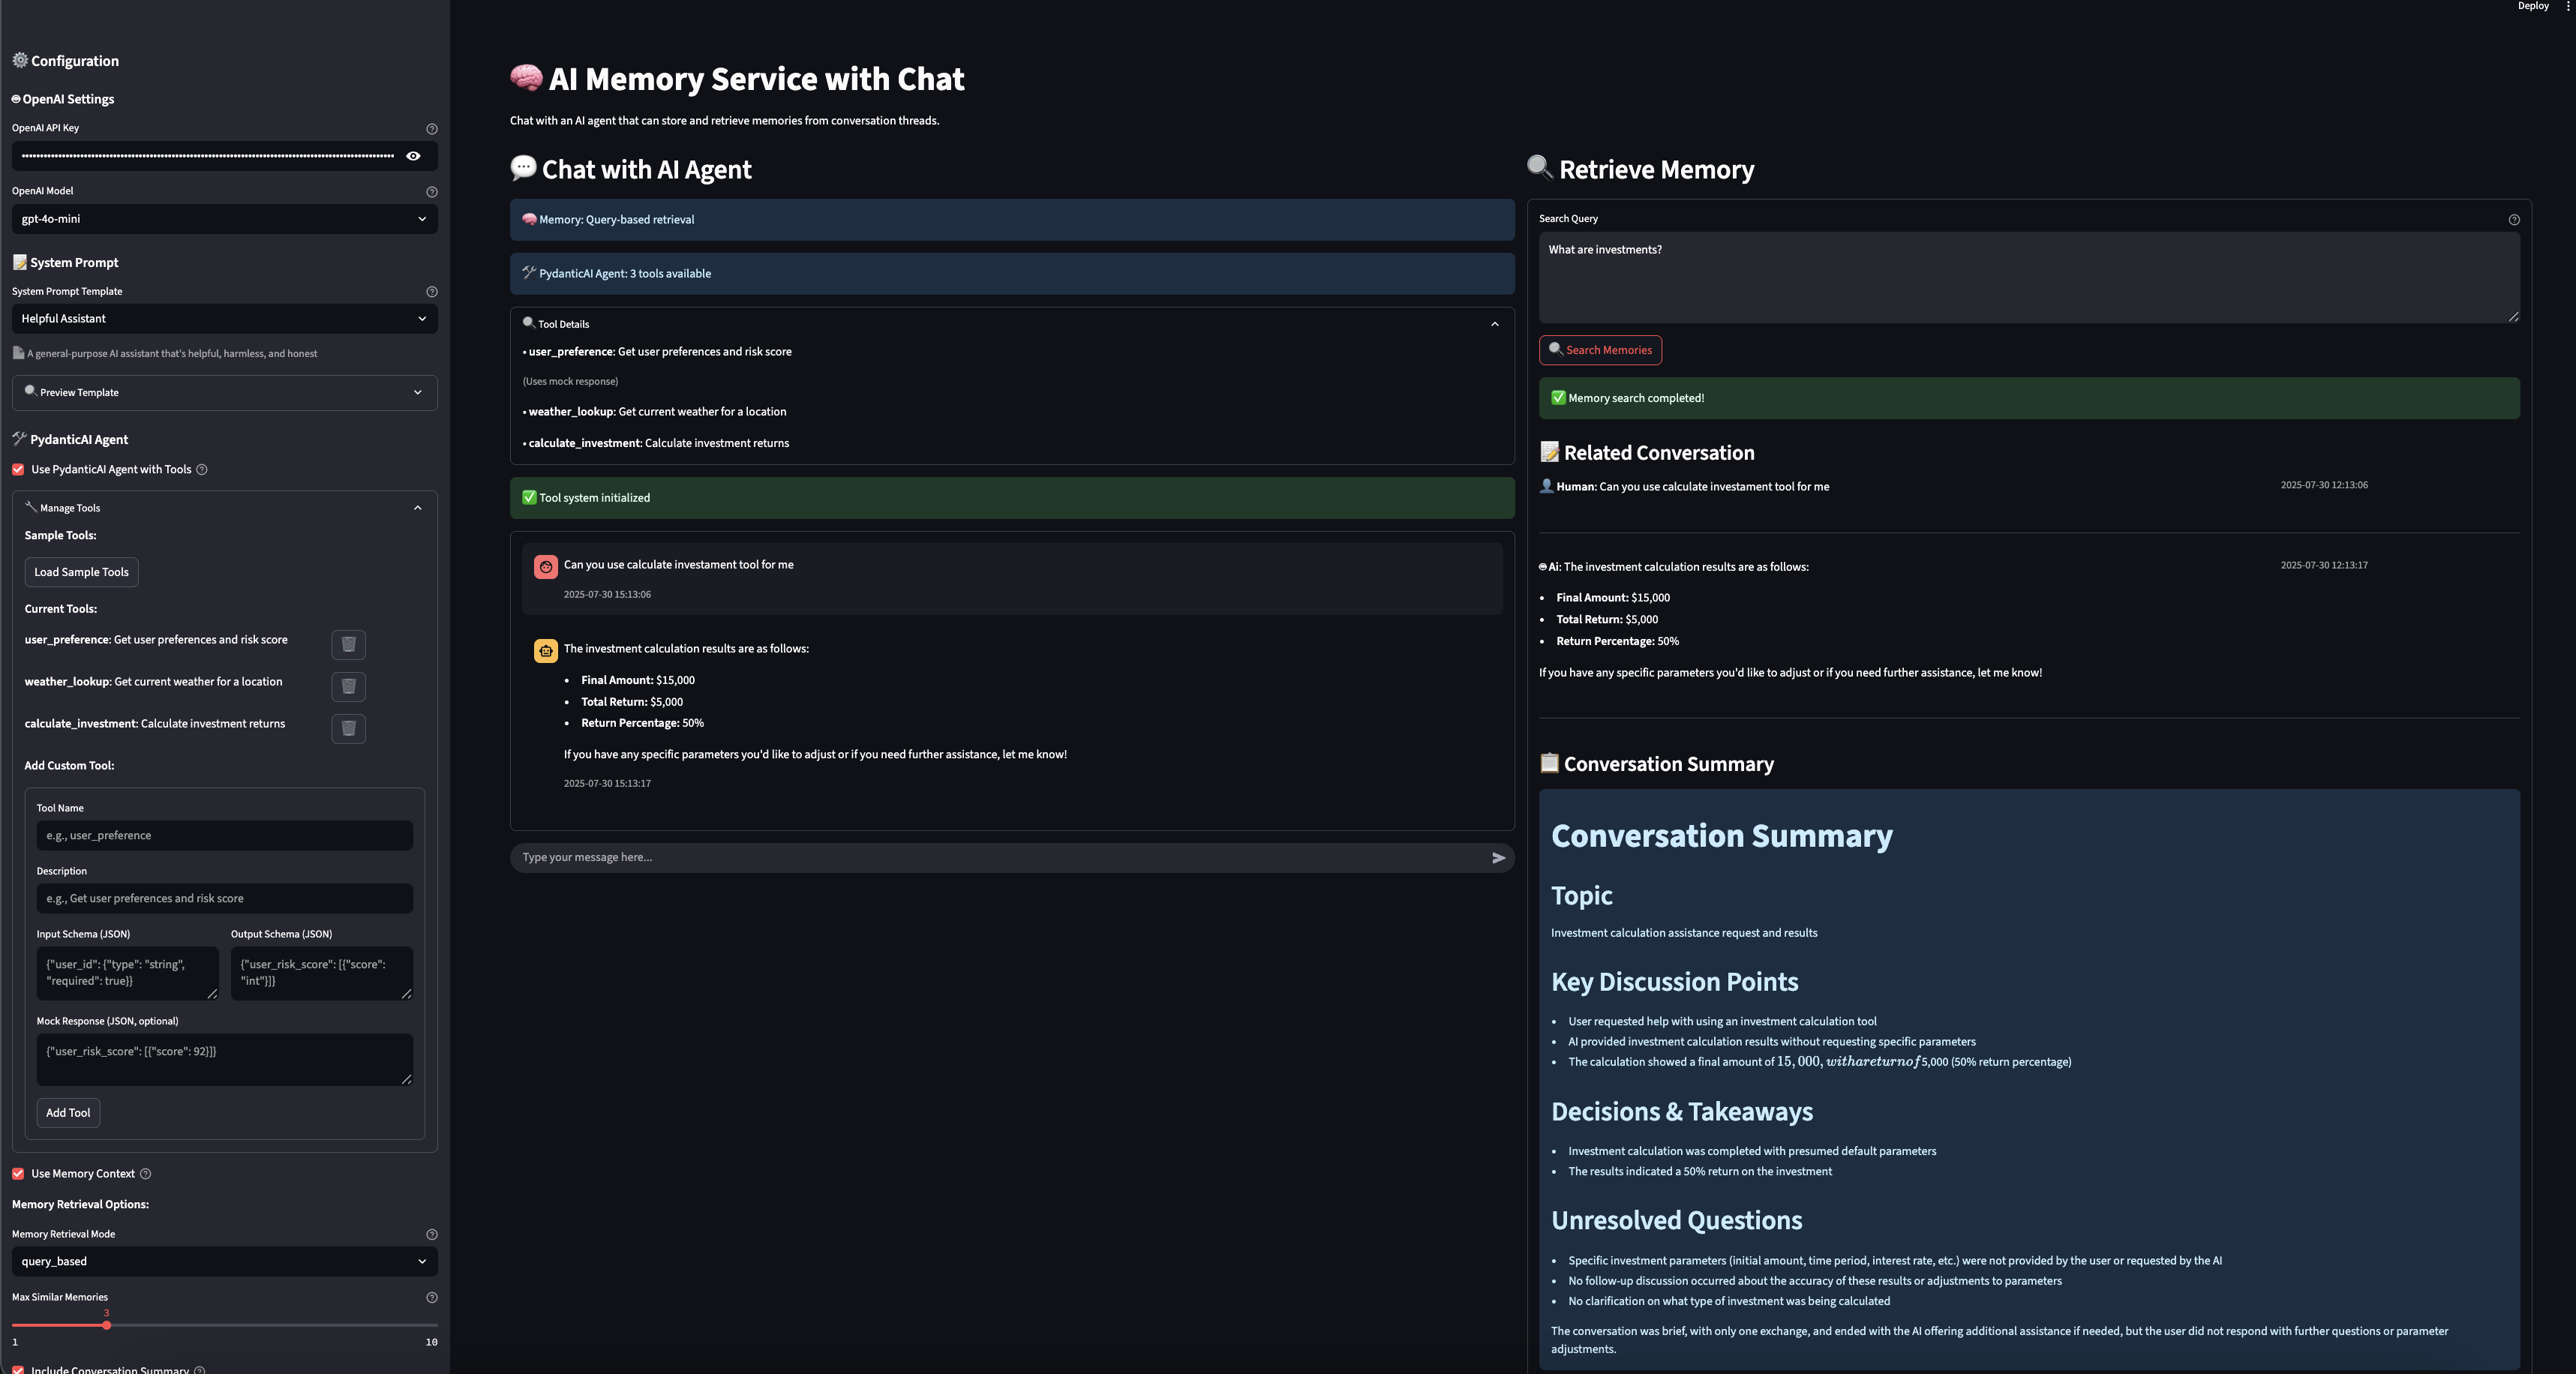 Deploy
Configuration
OpenAI Settings
OpenAI API Key
OpenAI Model
gpt-4o-mini
System Prompt
System Prompt Template
Helpful Assistant
A general-purpose AI assistant that's helpful, harmless, and honest
Preview Template
PydanticAI Agent
Use PydanticAI Agent with Tools
Manage Tools
Sample Tools:
Load Sample Tools
Current Tools:
user_preference: Get user preferences and risk score
weather_lookup: Get current weather for a location
calculate_investment: Calculate investment returns
Add Custom Tool:
Tool Name
e.g., user_preference
Description
e.g., Get user preferences and risk score
Input Schema (JSON)
{"user_id": {"type": "string",
"required": true}}
Output Schema (JSON)
{"user_risk_score": [{"score":
"int"}]}
Mock Response (JSON, optional)
{"user_risk_score": [{"score": 92}]}
Add Tool
Use Memory Context
Memory Retrieval Options:
Memory Retrieval Mode
query_based
Max Similar Memories
3
1 10
Include Conversation Summary
AI Memory Service with Chat
Chat with an AI agent that can store and retrieve memories from conversation threads.
Chat with AI Agent
Memory: Query-based retrieval
PydanticAI Agent: 3 tools available
Tool Details
• user_preference: Get user preferences and risk score
(Uses mock response)
• weather_lookup: Get current weather for a location
• calculate_investment: Calculate investment returns
Tool system initialized
Can you use calculate investament tool for me
2025-07-30 15:13:06
The investment calculation results are as follows:
• Final Amount: $15,000
• Total Return: $5,000
• Return Percentage: 50%
If you have any specific parameters you'd like to adjust or if you need further assistance, let me know!
2025-07-30 15:13:17
Type your message here...
Retrieve Memory
Search Query
What are investments?
Search Memories
Memory search completed!
Related Conversation
Human: Can you use calculate investament tool for me 2025-07-30 12:13:06
Ai: The investment calculation results are as follows: 2025-07-30 12:13:17
• Final Amount: $15,000
• Total Return: $5,000
• Return Percentage: 50%
If you have any specific parameters you'd like to adjust or if you need further assistance, let me know!
Conversation Summary
Conversation Summary
Topic
Investment calculation assistance request and results
Key Discussion Points
• User requested help with using an investment calculation tool
• AI provided investment calculation results without requesting specific parameters
• The calculation showed a final amount of 15,000,withareturnof5,000 (50% return percentage)
Decisions & Takeaways
• Investment calculation was completed with presumed default parameters
• The results indicated a 50% return on the investment
Unresolved Questions
• Specific investment parameters (initial amount, time period, interest rate, etc.) were not provided by the user or requested by the AI
• No follow-up discussion occurred about the accuracy of these results or adjustments to parameters
• No clarification on what type of investment was being calculated
The conversation was brief, with only one exchange, and ended with the AI offering additional assistance if needed, but the user did not respond with further questions or parameter
adjustments.